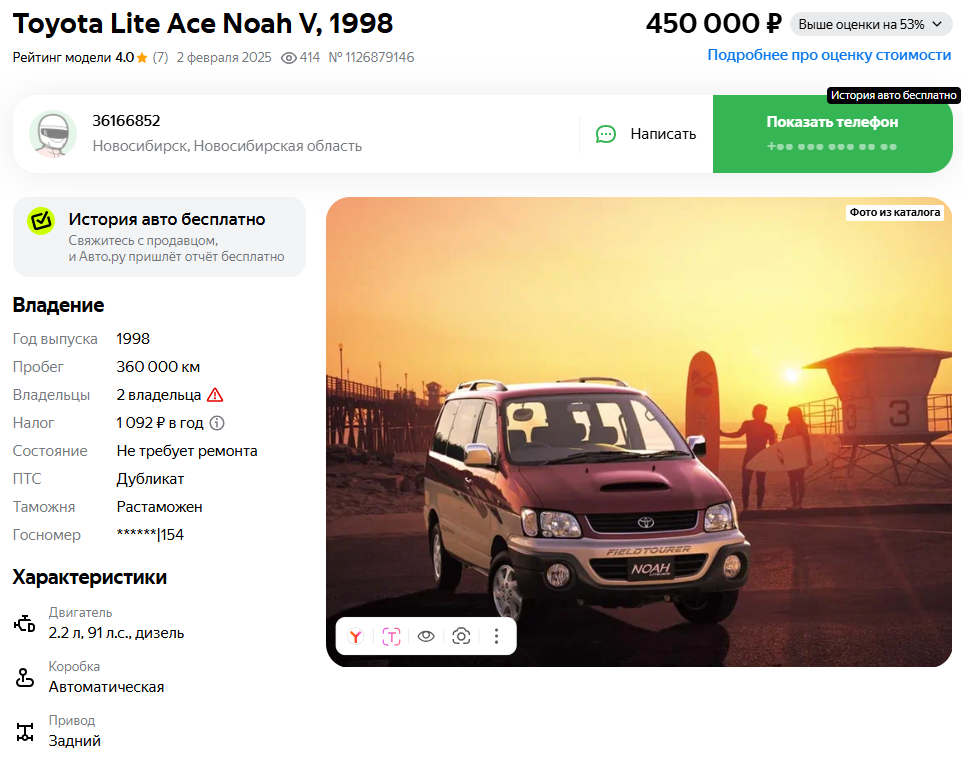 Toyota Lite Ace Noah V, 1998
450 000 ₽ Выше оценки на 53%
Рейтинг модели 4.0 (7) 2 февраля 2025 414 № 1126879146
Подробнее про оценку стоимости
История авто бесплатно
36166852
Новосибирск, Новосибирская область
Написать
Показать телефон
+•• ••• ••• •• ••
История авто бесплатно
Свяжитесь с продавцом,
и Авто.ру пришлёт отчёт бесплатно
Фото из каталога
3
FIELDTOURER
NOAH
LITEACE
Y T
Владение
Год выпуска 1998
Пробег 360 000 км
Владельцы 2 владельца
Налог 1 092 ₽ в год
Состояние Не требует ремонта
ПТС Дубликат
Таможня Растаможен
Госномер ******|154
Характеристики
Двигатель
2.2 л, 91 л.с., дизель
Коробка
Автоматическая
Привод
Задний